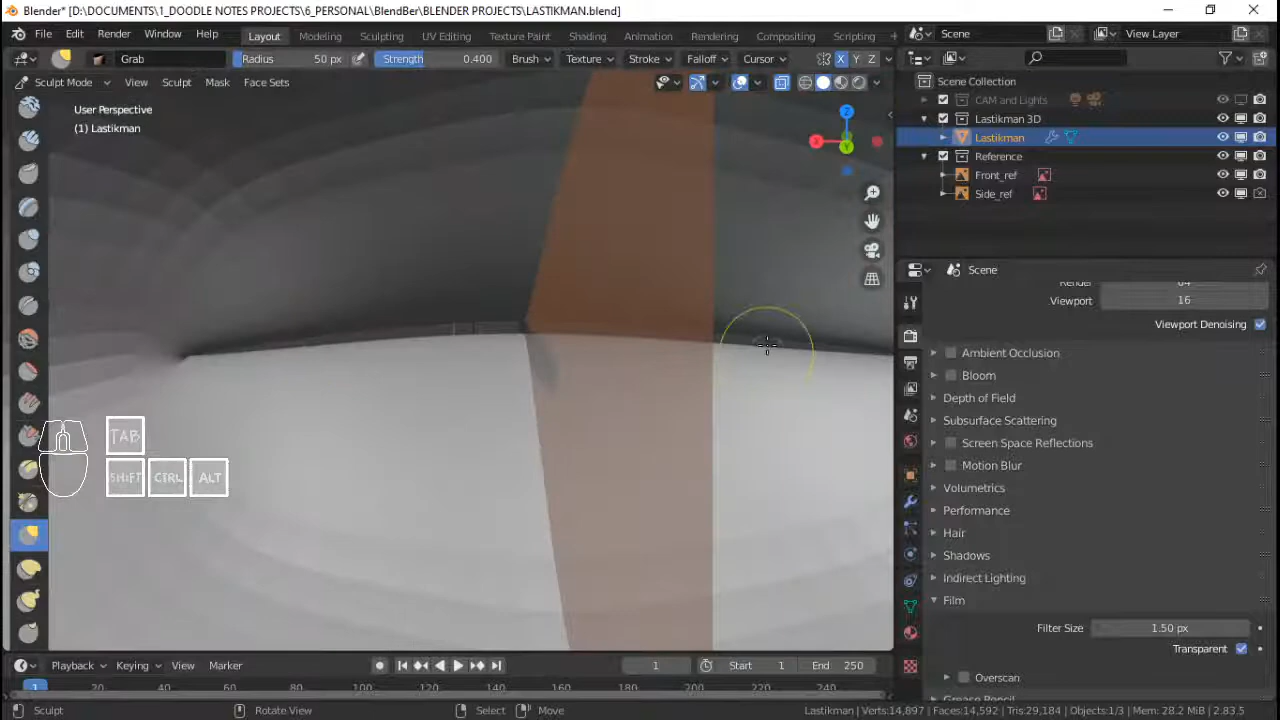 Blender* [D:\DOCUMENTS\1_DOODLE NOTES PROJECTS\6_PERSONAL\BlendBer\BLENDER PROJECTS\LASTIKMAN.blend]
File Edit Render Window Help Layout Modeling Sculpting UV Editing Texture Paint Shading Animation Rendering Compositing Scripting Scene View Layer
Grab Radius 50 px Strength 0.400 Brush Texture Stroke X Y Z Falloff Cursor
Sculpt Mode View Sculpt Mask Face Sets
Scene Collection
CAM and Lights
Lastikman 3D
Lastikman
Reference
Front_ref
Side_ref
User Perspective
(1) Lastikman
Z
X
Y
Scene
Render 64
Viewport 16
Viewport Denoising
Ambient Occlusion
Bloom
Depth of Field
Subsurface Scattering
Screen Space Reflections
Motion Blur
Volumetrics
Performance
Hair
Shadows
Indirect Lighting
Film
Filter Size 1.50 px
Transparent
Overscan
Grease Pencil
TAB
SHIFT CTRL ALT
Playback Keying View Marker 1 Start 1 End 250
1 20 40 60 80 100 120 140 160 180 200 220 240
Sculpt Rotate View Select Move Lastikman | Verts:14,897 | Faces:14,592 | Tris:29,184 | Objects:1/3 | Mem: 28.2 MiB | 2.83.5